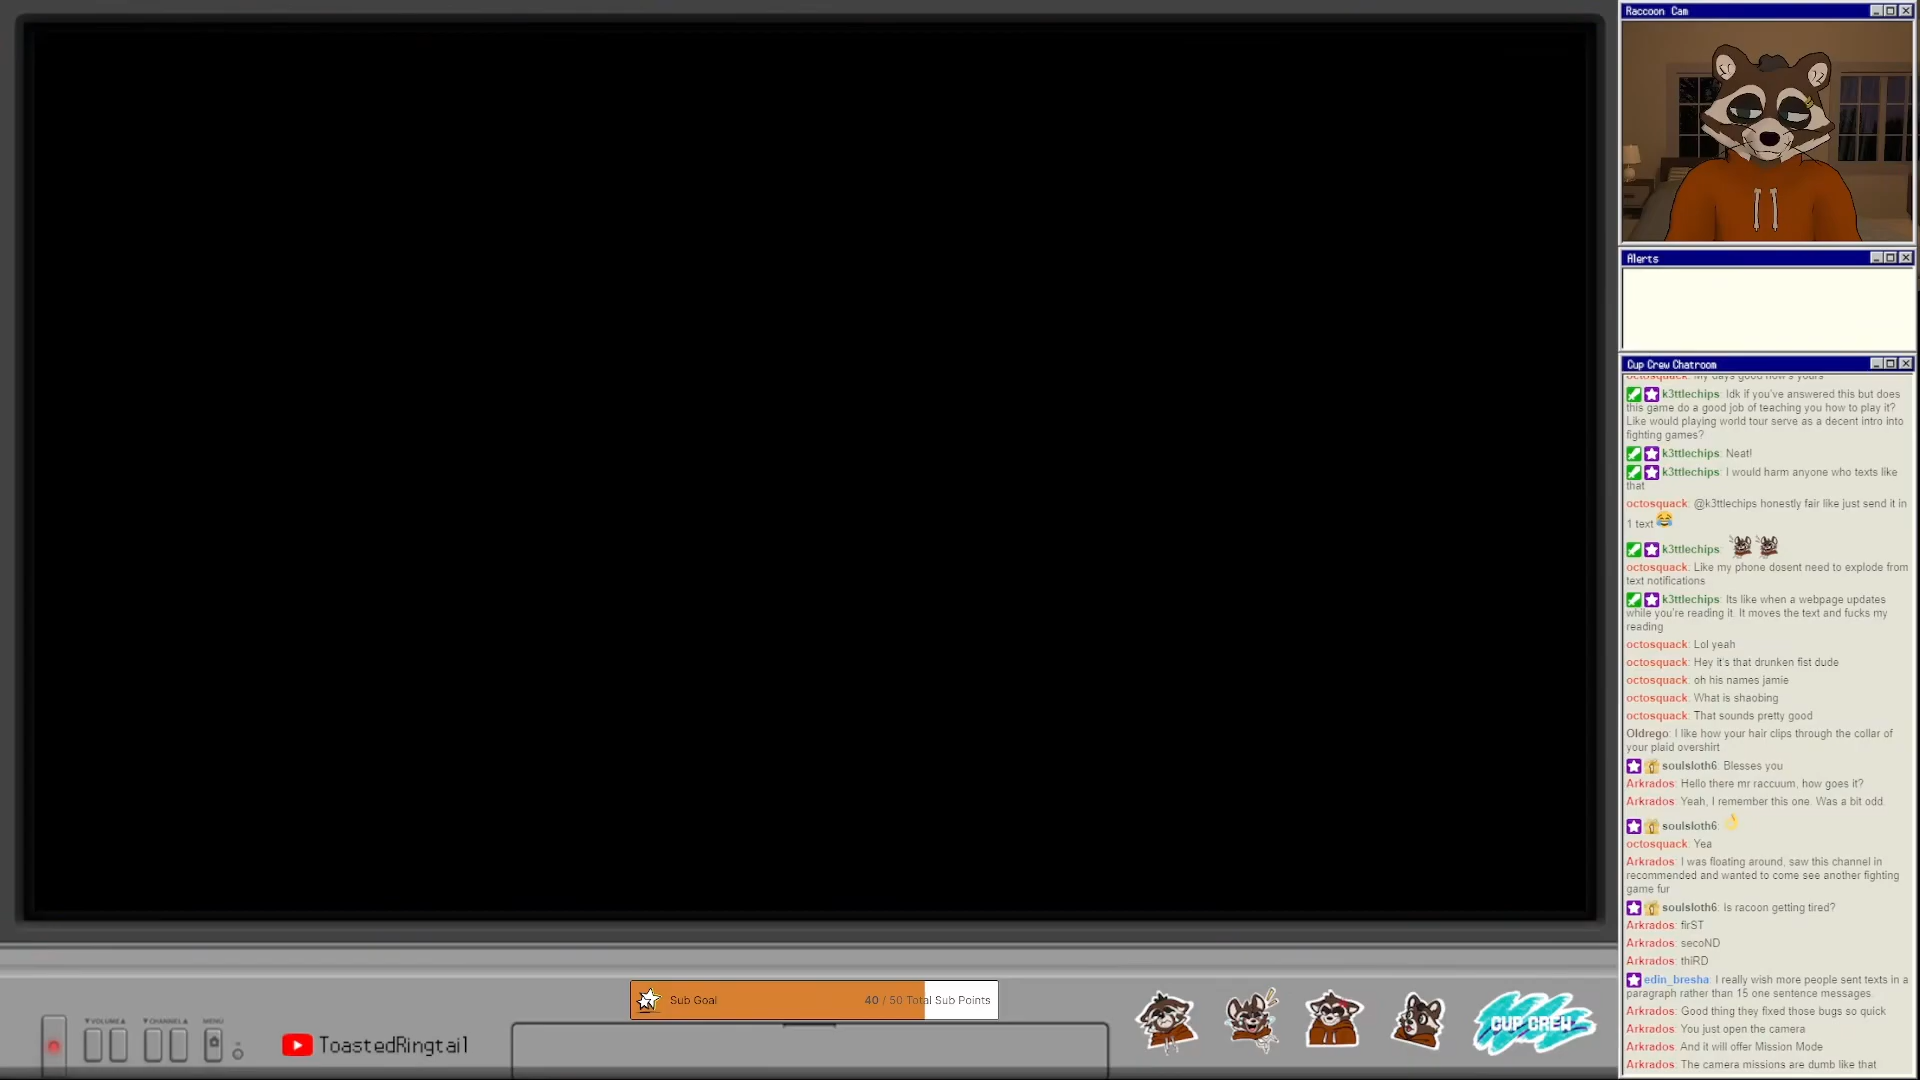 Raccoon Cam
Alerts
Cup Crew Chatroom
octosquack: My days good how's yours
k3ttlechips: Idk if you've answered this but does
this game do a good job of teaching you how to play it?
Like would playing world tour serve as a decent intro into
fighting games?
k3ttlechips: Neat!
k3ttlechips: I would harm anyone who texts like
that
octosquack: @k3ttlechips honestly fair like just send it in
1 text 😂
k3ttlechips:
octosquack: Like my phone dosent need to explode from
text notifications
k3ttlechips: Its like when a webpage updates
while you're reading it. It moves the text and fucks my
reading
octosquack: Lol yeah
octosquack: Hey it's that drunken fist dude
octosquack: oh his names jamie
octosquack: What is shaobing
octosquack: That sounds pretty good
Oldrego: I like how your hair clips through the collar of
your plaid overshirt
soulsloth6: Blesses you
Arkrados: Hello there mr raccuum, how goes it?
Arkrados: Yeah, I remember this one. Was a bit odd.
soulsloth6: 👌
octosquack: Yea
Arkrados: I was floating around, saw this channel in
recommended and wanted to come see another fighting
game fur
soulsloth6: Is racoon getting tired?
Arkrados: firST
Arkrados: secoND
Arkrados: thiRD
edin_bresha: I really wish more people sent texts in a
paragraph rather than 15 one sentence messages.
Arkrados: Good thing they fixed those bugs so quick
Arkrados: You just open the camera
Arkrados: And it will offer Mission Mode
Arkrados: The camera missions are dumb like that
Sub Goal 40 / 50 Total Sub Points
▼VOLUME▲ ▼CHANNEL▲ MENU
ToastedRingtail
CUP CREW